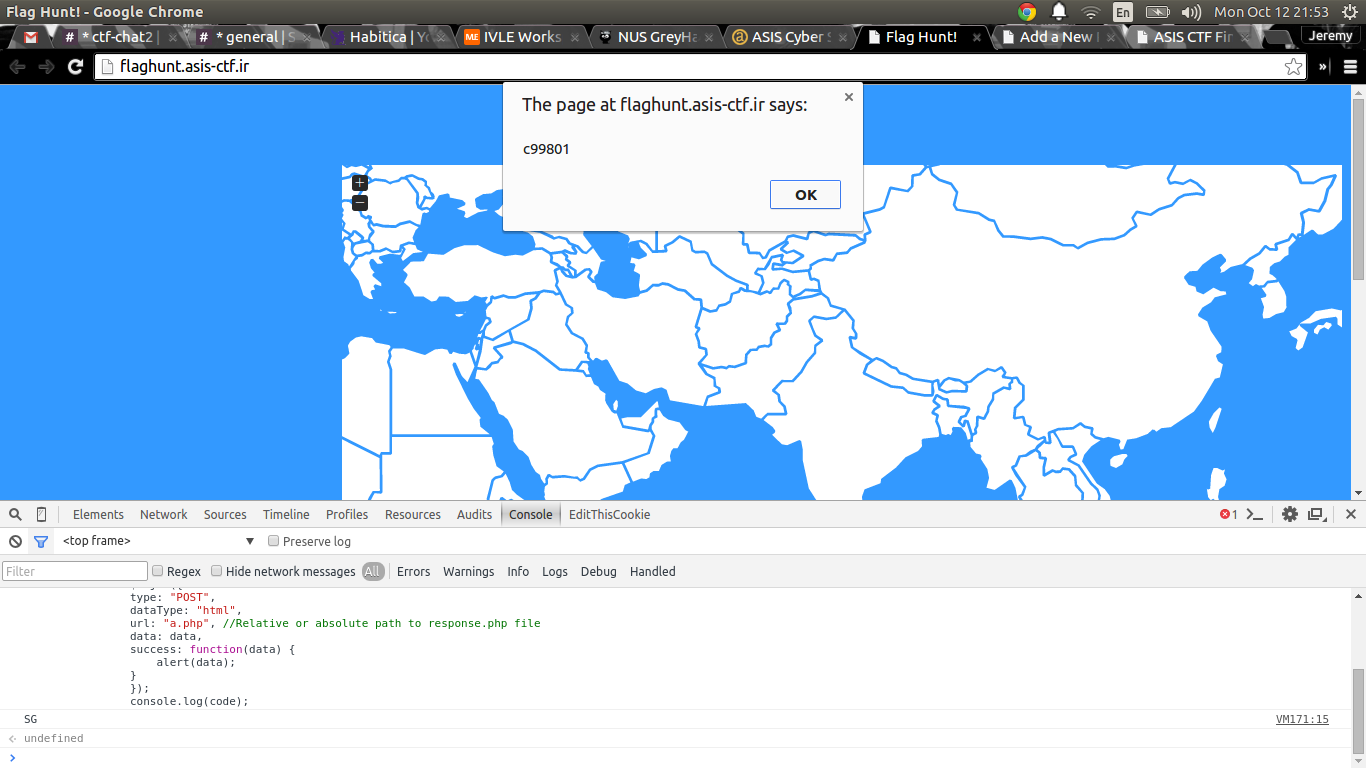 Flag Hunt! - Google Chrome
En
Mon Oct 12 21:53
# * ctf-chat2 |
# * general | S
Habitica | Yo
IVLE Works
NUS GreyHa
ASIS Cyber S
Flag Hunt!
Add a New
ASIS CTF Fin
Jeremy
flaghunt.asis-ctf.ir
»
The page at flaghunt.asis-ctf.ir says:
c99801
OK
+
−
Elements Network Sources Timeline Profiles Resources Audits Console EditThisCookie
1
<top frame>
Preserve log
Filter
Regex
Hide network messages
All
Errors Warnings Info Logs Debug Handled
type: "POST",
dataType: "html",
url: "a.php", //Relative or absolute path to response.php file
data: data,
success: function(data) {
alert(data);
}
});
console.log(code);
SG
VM171:15
undefined